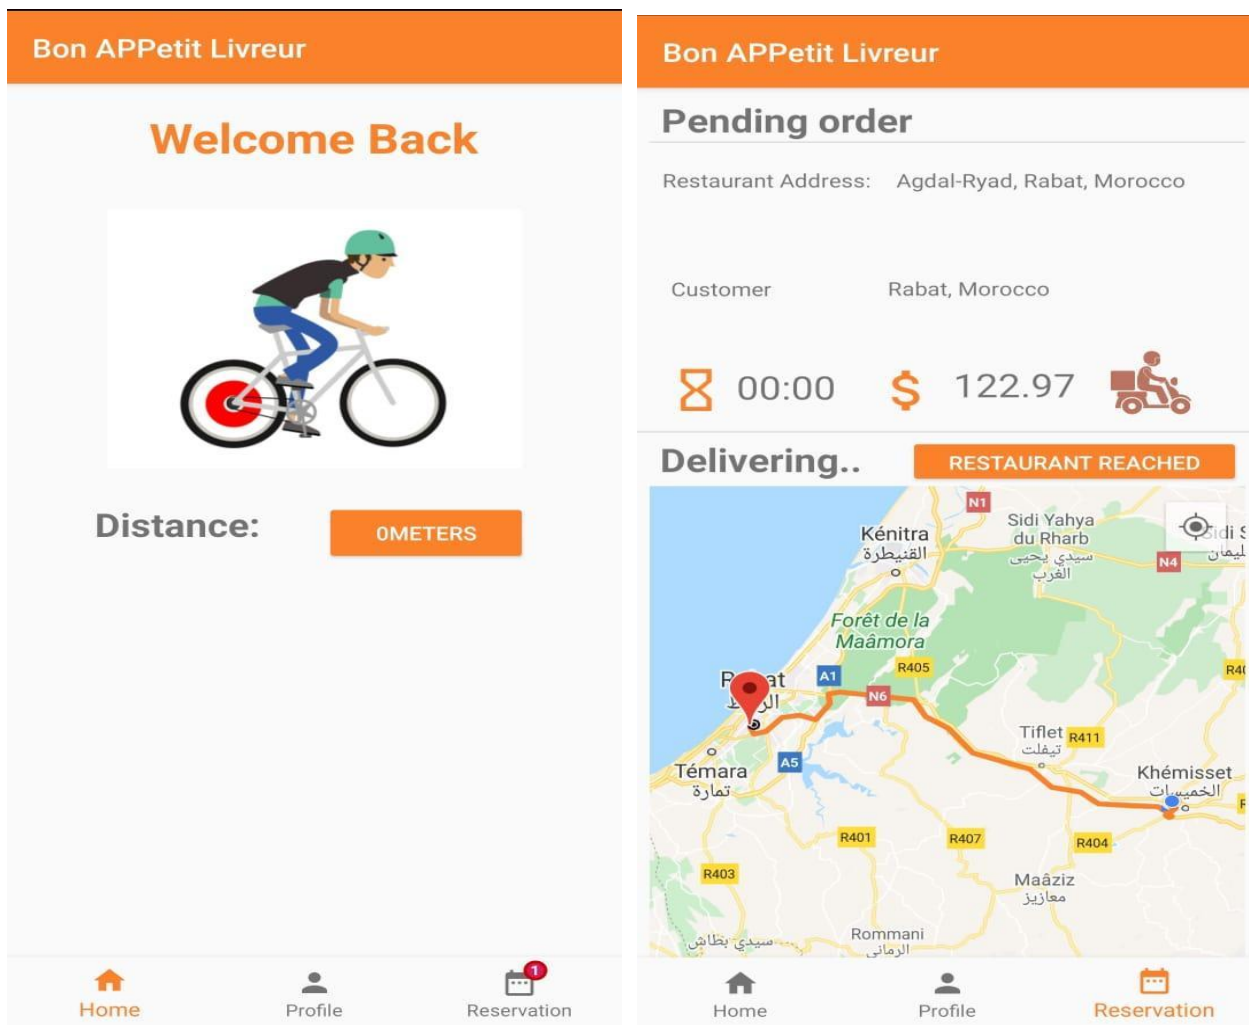 Bon APPetit Livreur
Welcome Back
Distance:
0METERS
Home
Profile
1
Reservation
Bon APPetit Livreur
Pending order
Restaurant Address: Agdal-Ryad, Rabat, Morocco
Customer Rabat, Morocco
00:00 $ 122.97
Delivering..
RESTAURANT REACHED
N1
Kénitra
القنيطرة
Sidi Yahya
du Rharb
سيدي يحيى
الغرب
N4
Forêt de la
Maâmora
R405
A1
N6
Tiflet
تيفلت
R411
A5
Témara
تمارة
Khémisset
الخميسات
R401
R407
R404
R403
Maâziz
معازيز
Rommani
الرماني
سيدي بطاش
Home
Profile
Reservation